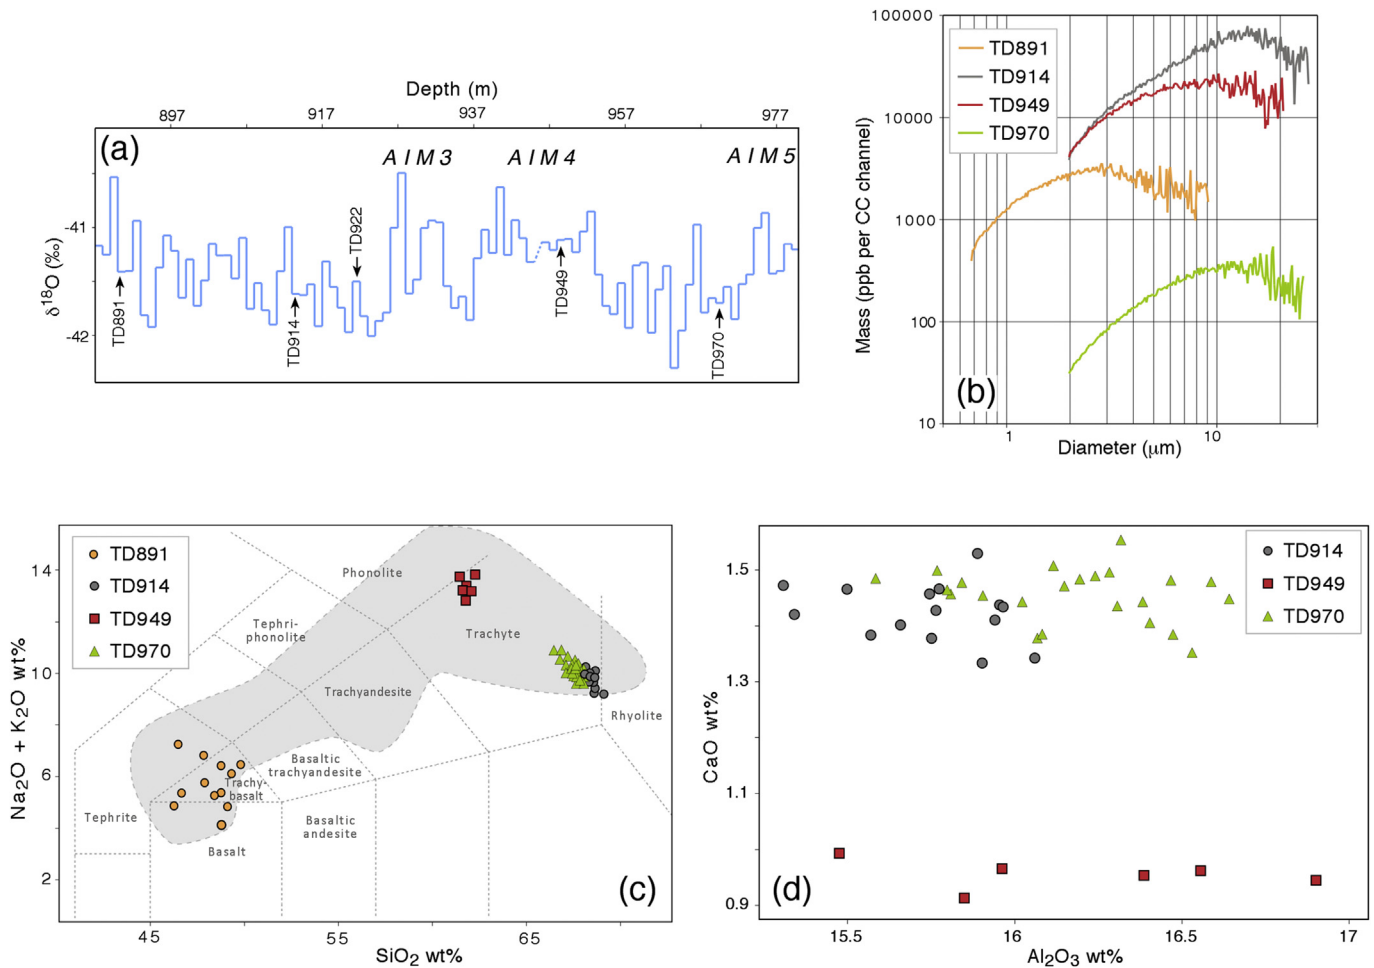 Depth (m)
897 917 937 957 977
(a)
AIM3 AIM4 AIM5
-41
-42
δ¹⁸O (‰)
TD891
TD914
TD922
TD949
TD970
100000
10000
1000
100
10
Mass (ppb per CC channel)
TD891
TD914
TD949
TD970
(b)
1 10
Diameter (μm)
14
10
6
2
Na₂O + K₂O wt%
TD891
TD914
TD949
TD970
Phonolite
Tephri-
phonolite
Trachyte
Trachyandesite
Rhyolite
Basaltic
trachyandesite
Trachy-
basalt
Tephrite
Basaltic
andesite
Basalt
(c)
45 55 65
SiO₂ wt%
1.5
1.3
1.1
0.9
CaO wt%
TD914
TD949
TD970
(d)
15.5 16 16.5 17
Al₂O₃ wt%